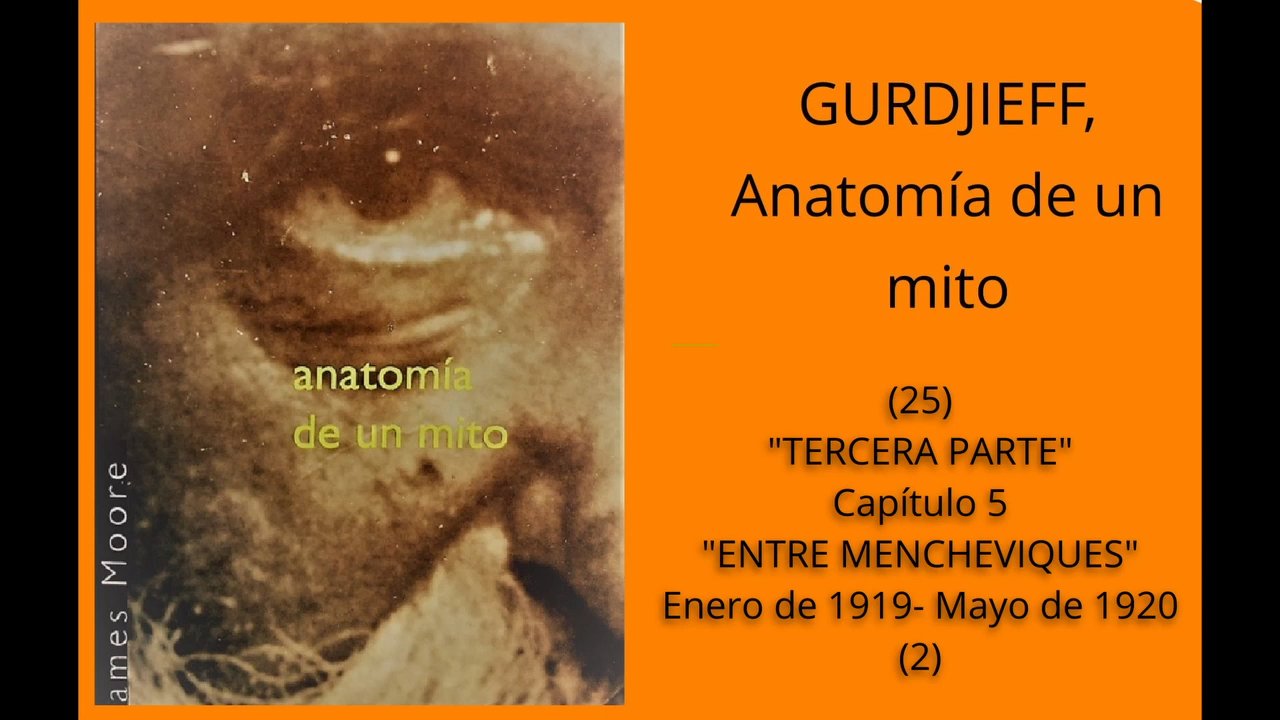 anatomía
de un mito
ames Moore
GURDJIEFF,
Anatomía de un
mito
(25)
"TERCERA PARTE"
Capítulo 5
"ENTRE MENCHEVIQUES"
Enero de 1919- Mayo de 1920
(2)